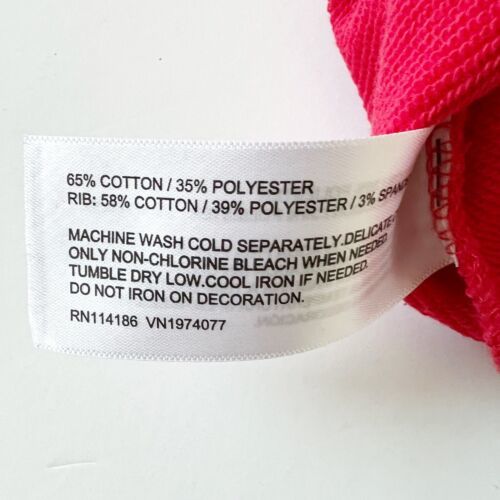 65% COTTON / 35% POLYESTER
RIB: 58% COTTON / 39% POLYESTER / 3%
MACHINE WASH COLD SEPARATELY.DELICATE
ONLY NON-CHLORINE BLEACH WHEN NEEDED.
TUMBLE DRY LOW.COOL IRON IF NEEDED.
DO NOT IRON ON DECORATION.
RN114186 VN1974077